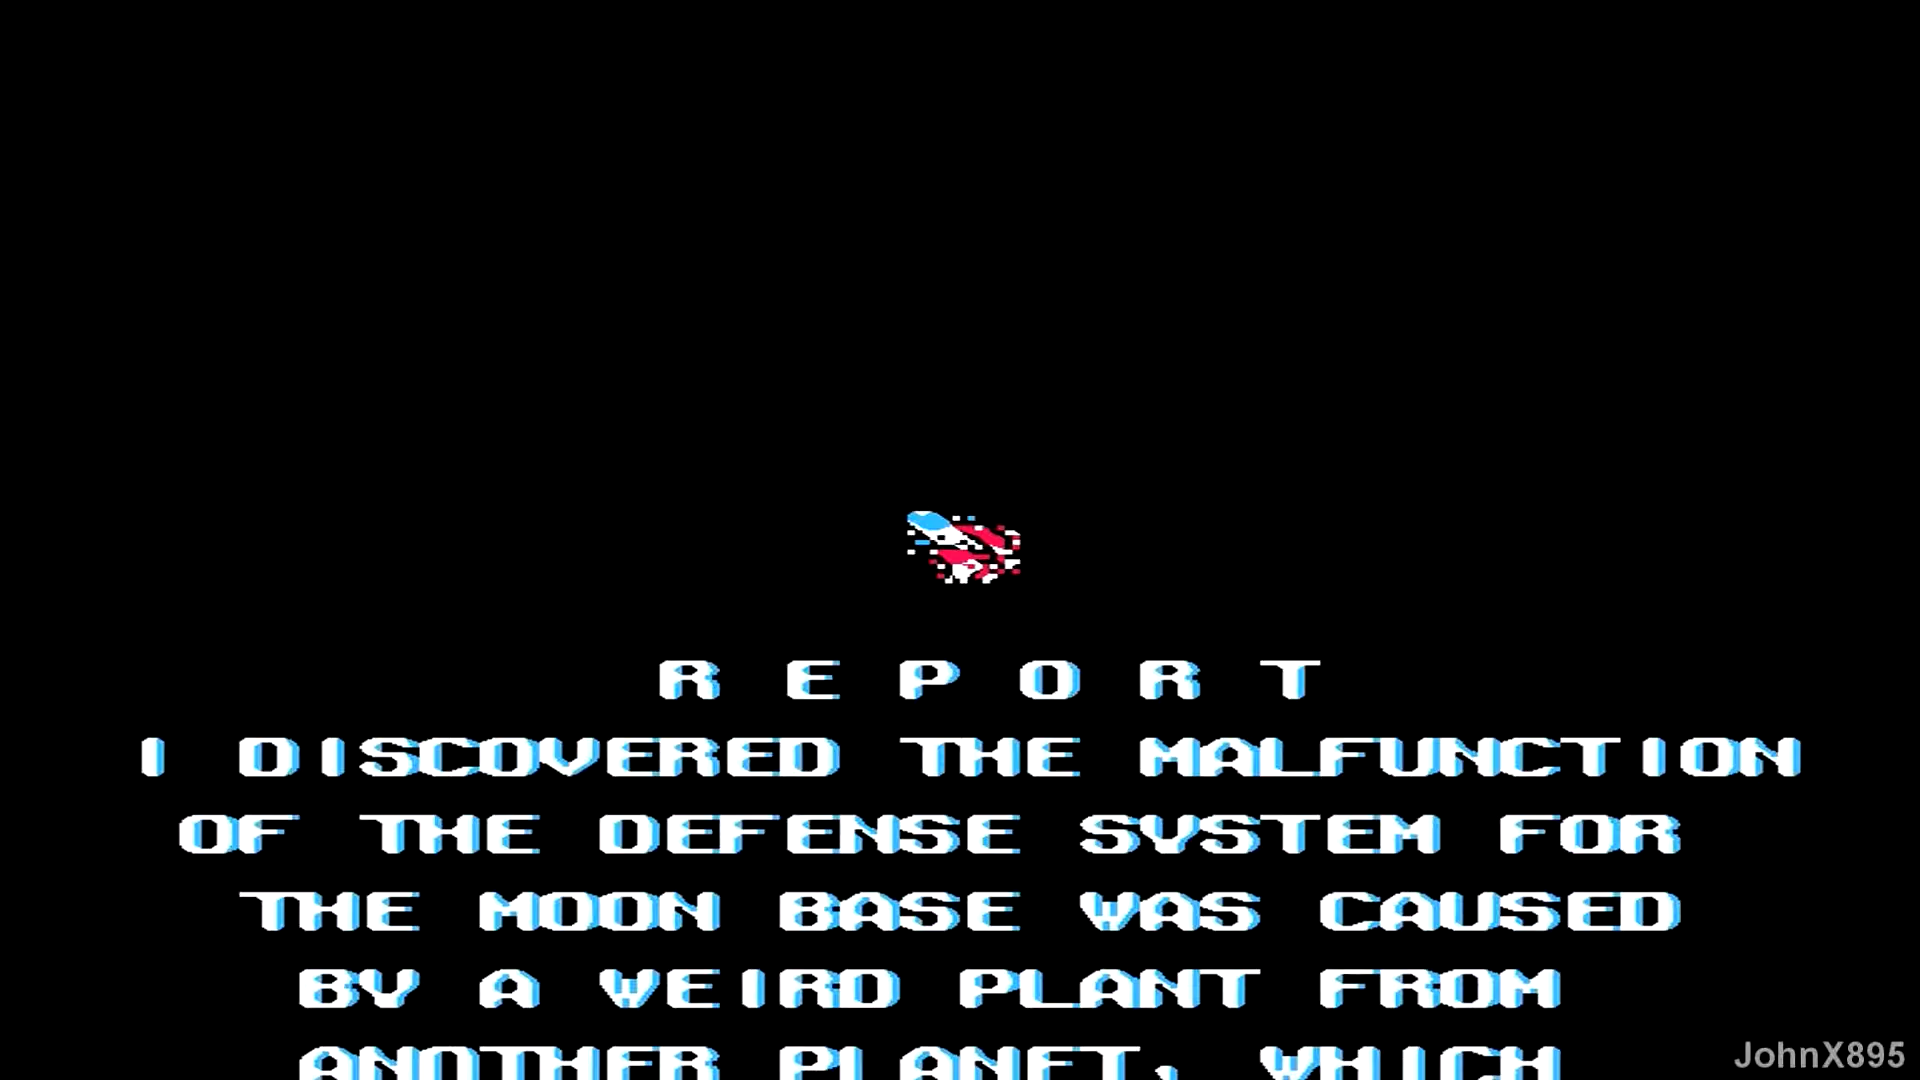 R E P O R T
I DISCOVERED THE MALFUNCTION
OF THE DEFENSE SYSTEM FOR
THE MOON BASE WAS CAUSED
BY A WEIRD PLANT FROM
ANOTHER PLANET, WHICH
JohnX895